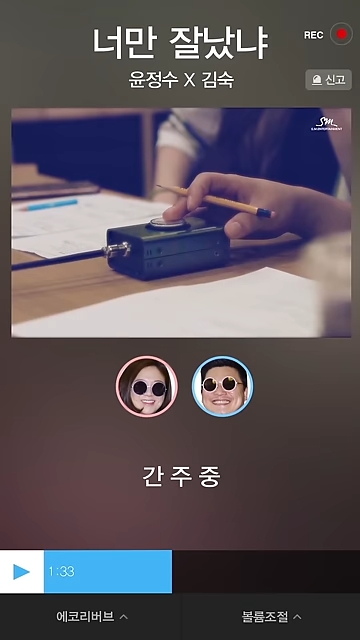 너만 잘났냐
REC
윤정수 X 김숙
신고
SM
S.M.ENTERTAINMENT
간 주 중
1:33
에코리버브
볼륨조절